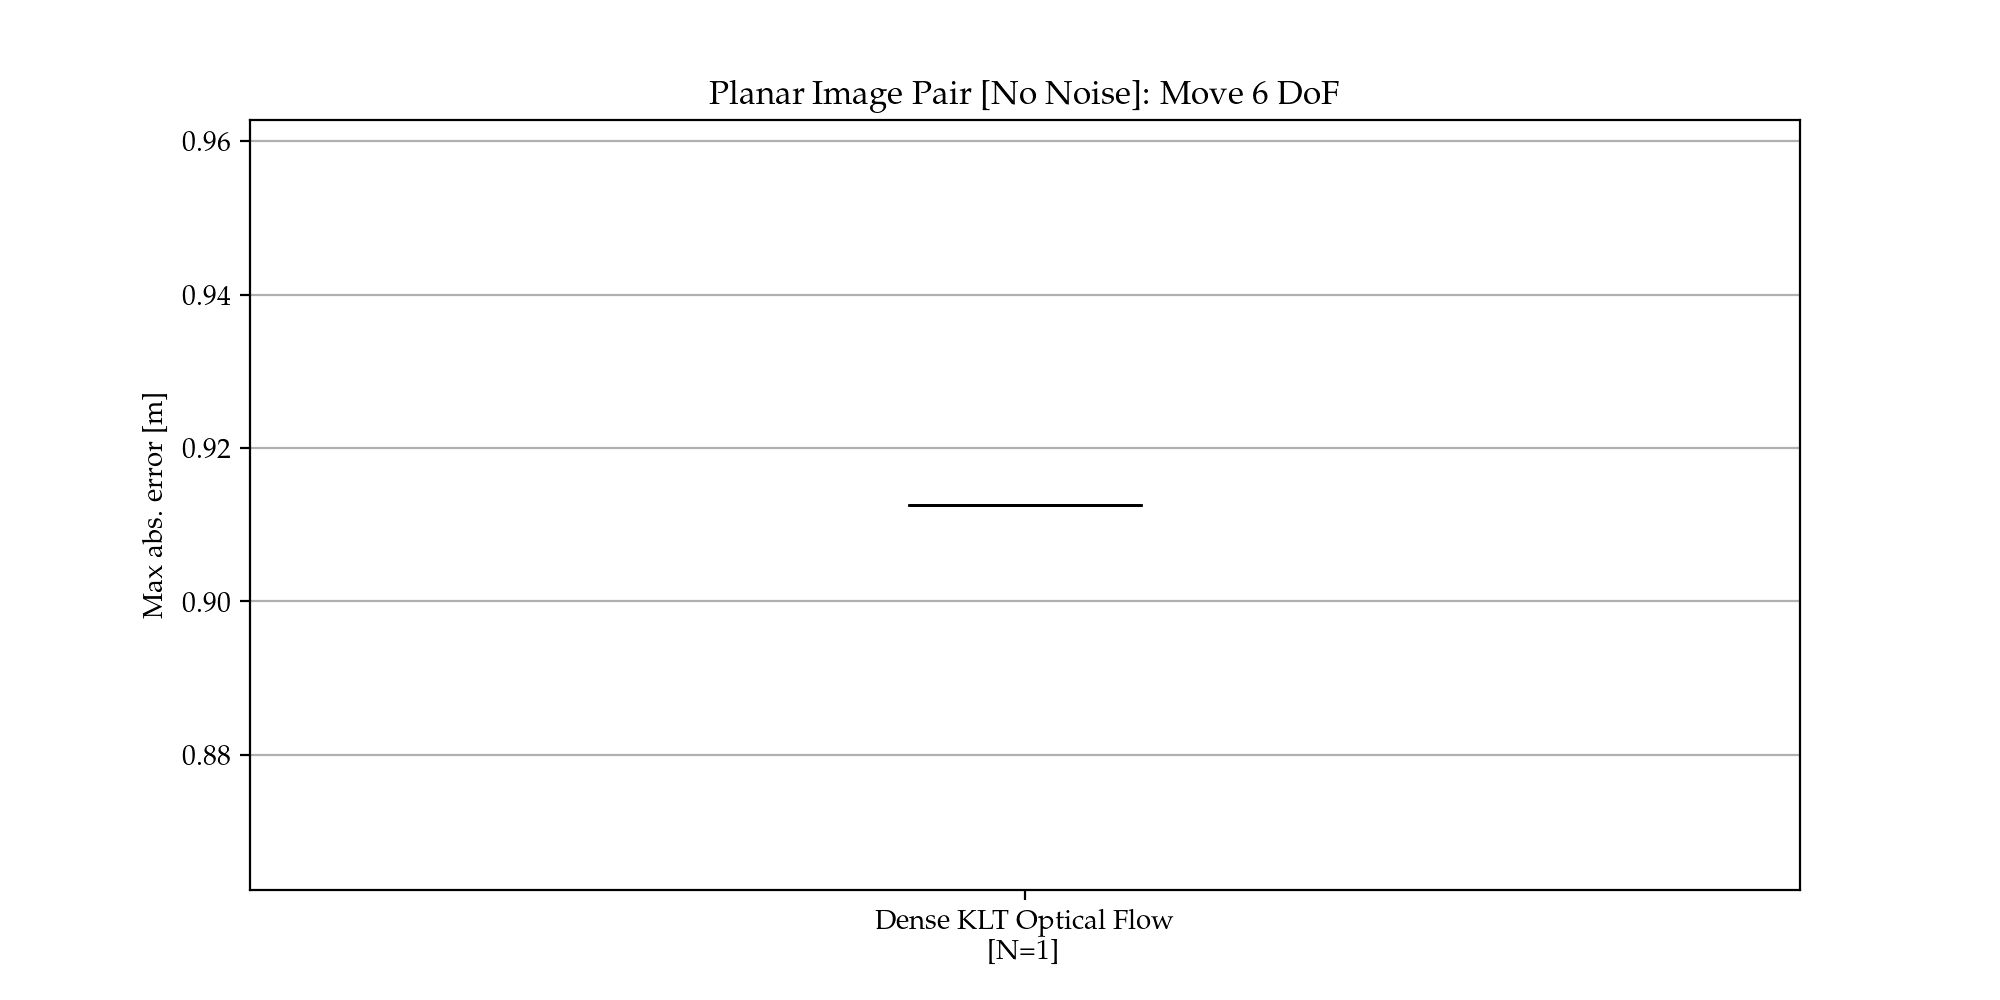 Planar Image Pair [No Noise]: Move 6 DoF
Max abs. error [m]
0.96
0.94
0.92
0.90
0.88
Dense KLT Optical Flow
[N=1]